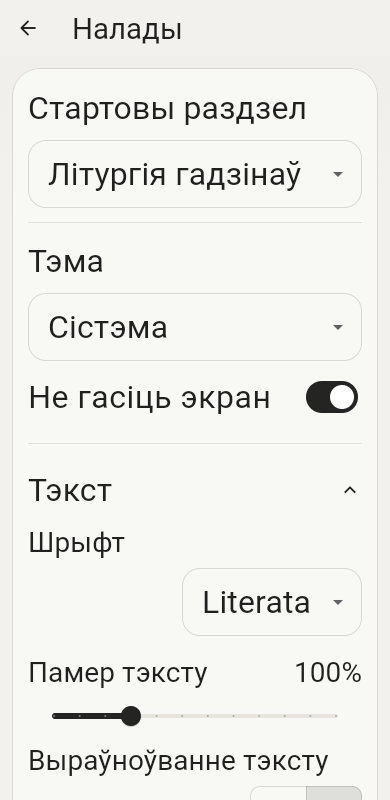 Налады
Стартовы раздзел
Літургія гадзінаў
Тэма
Сістэма
Не гасіць экран
Тэкст
Шрыфт
Literata
Памер тэксту 100%
Выраўноўванне тэксту